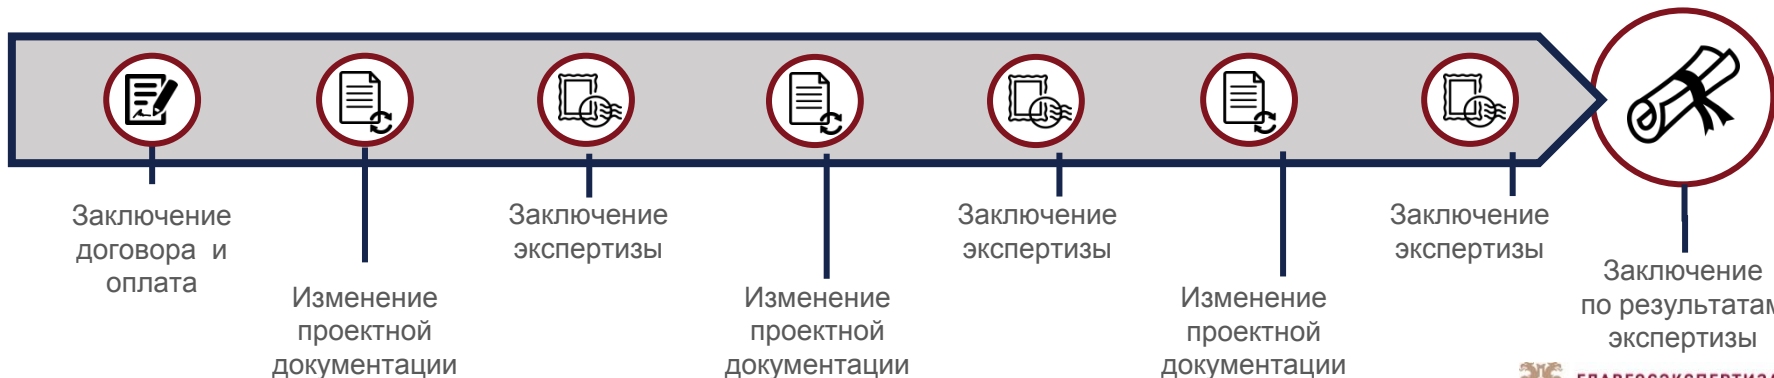 Заключение
договора и
оплата
Изменение
проектной
документации
Заключение
экспертизы
Изменение
проектной
документации
Заключение
экспертизы
Изменение
проектной
документации
Заключение
экспертизы
Заключение
по результатам
экспертизы